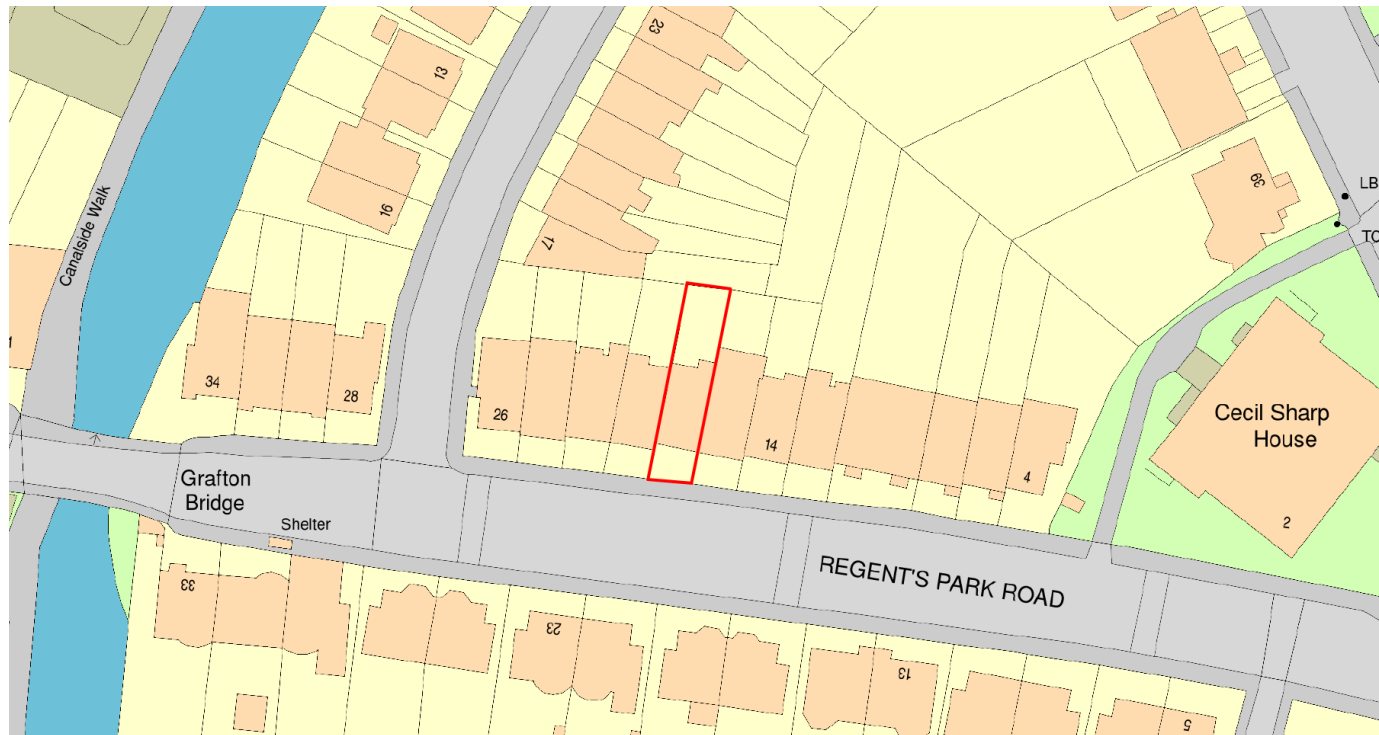 23
13
16
Canalside Walk
17
39
LB
TC
34
28
26
14
4
1
Cecil Sharp
House
2
Grafton
Bridge
Shelter
REGENT'S PARK ROAD
33
23
13
5